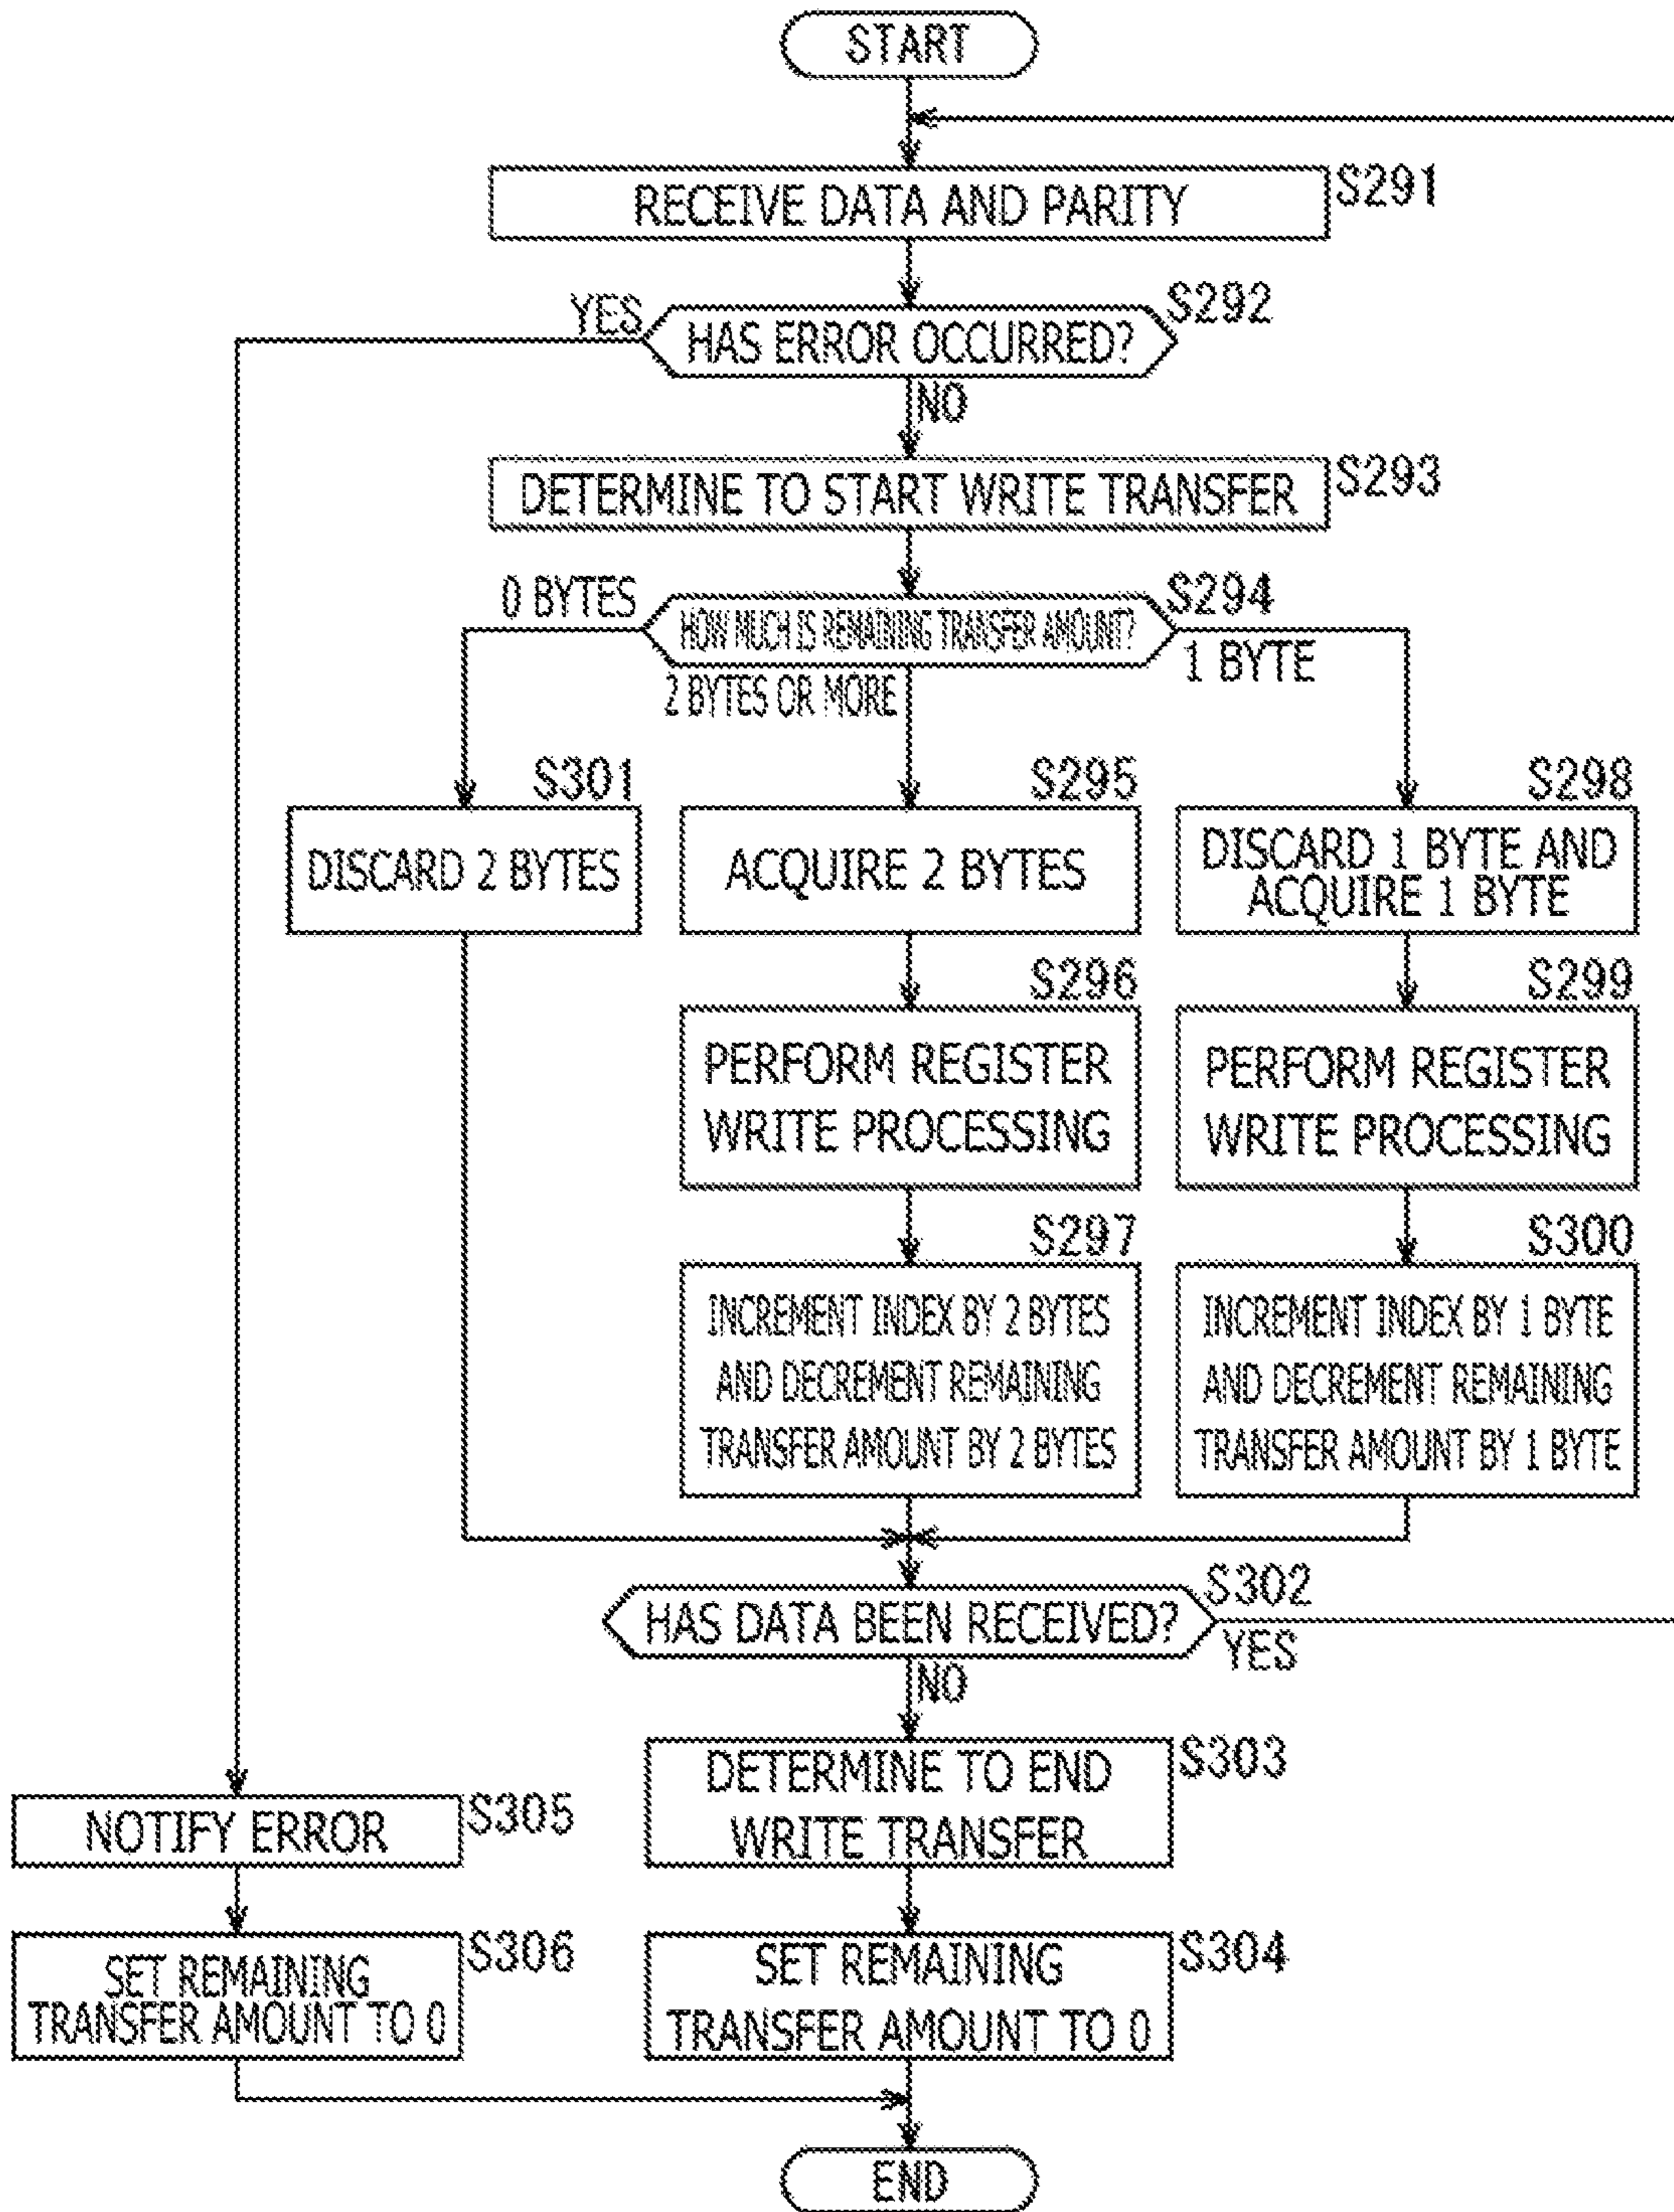 START
RECEIVE DATA AND PARITY
S291
YES
HAS ERROR OCCURRED?
S292
NO
DETERMINE TO START WRITE TRANSFER
S293
0 BYTES
HOW MUCH IS REMAINING TRANSFER AMOUNT?
S294
1 BYTE
2 BYTES OR MORE
S301
DISCARD 2 BYTES
S295
ACQUIRE 2 BYTES
S298
DISCARD 1 BYTE AND
ACQUIRE 1 BYTE
S296
PERFORM REGISTER
WRITE PROCESSING
S299
PERFORM REGISTER
WRITE PROCESSING
S297
INCREMENT INDEX BY 2 BYTES
AND DECREMENT REMAINING
TRANSFER AMOUNT BY 2 BYTES
S300
INCREMENT INDEX BY 1 BYTE
AND DECREMENT REMAINING
TRANSFER AMOUNT BY 1 BYTE
HAS DATA BEEN RECEIVED?
S302
YES
NO
DETERMINE TO END
WRITE TRANSFER
S303
NOTIFY ERROR
S305
SET REMAINING
TRANSFER AMOUNT TO 0
S306
SET REMAINING
TRANSFER AMOUNT TO 0
S304
END